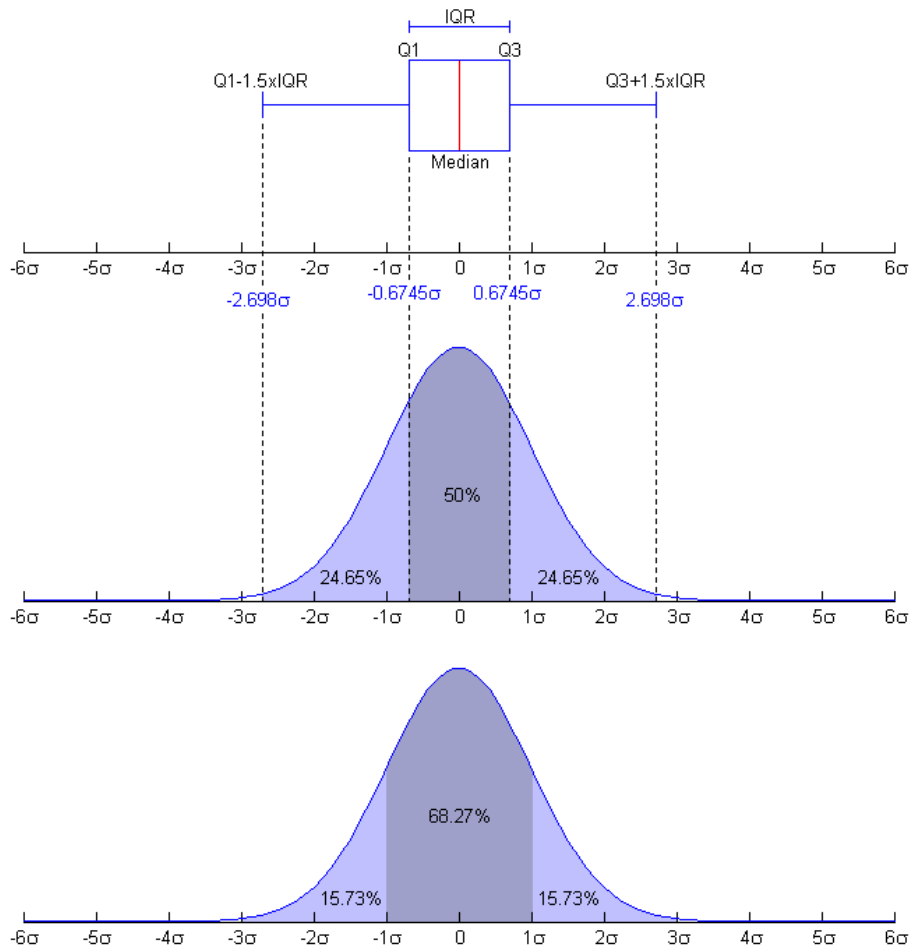 IQR
Q1 Q3
Q1-1.5xIQR Q3+1.5xIQR
Median
-6σ -5σ -4σ -3σ -2σ -1σ 0 1σ 2σ 3σ 4σ 5σ 6σ
-2.698σ -0.6745σ 0.6745σ 2.698σ
50%
24.65% 24.65%
-6σ -5σ -4σ -3σ -2σ -1σ 0 1σ 2σ 3σ 4σ 5σ 6σ
68.27%
15.73% 15.73%
-6σ -5σ -4σ -3σ -2σ -1σ 0 1σ 2σ 3σ 4σ 5σ 6σ